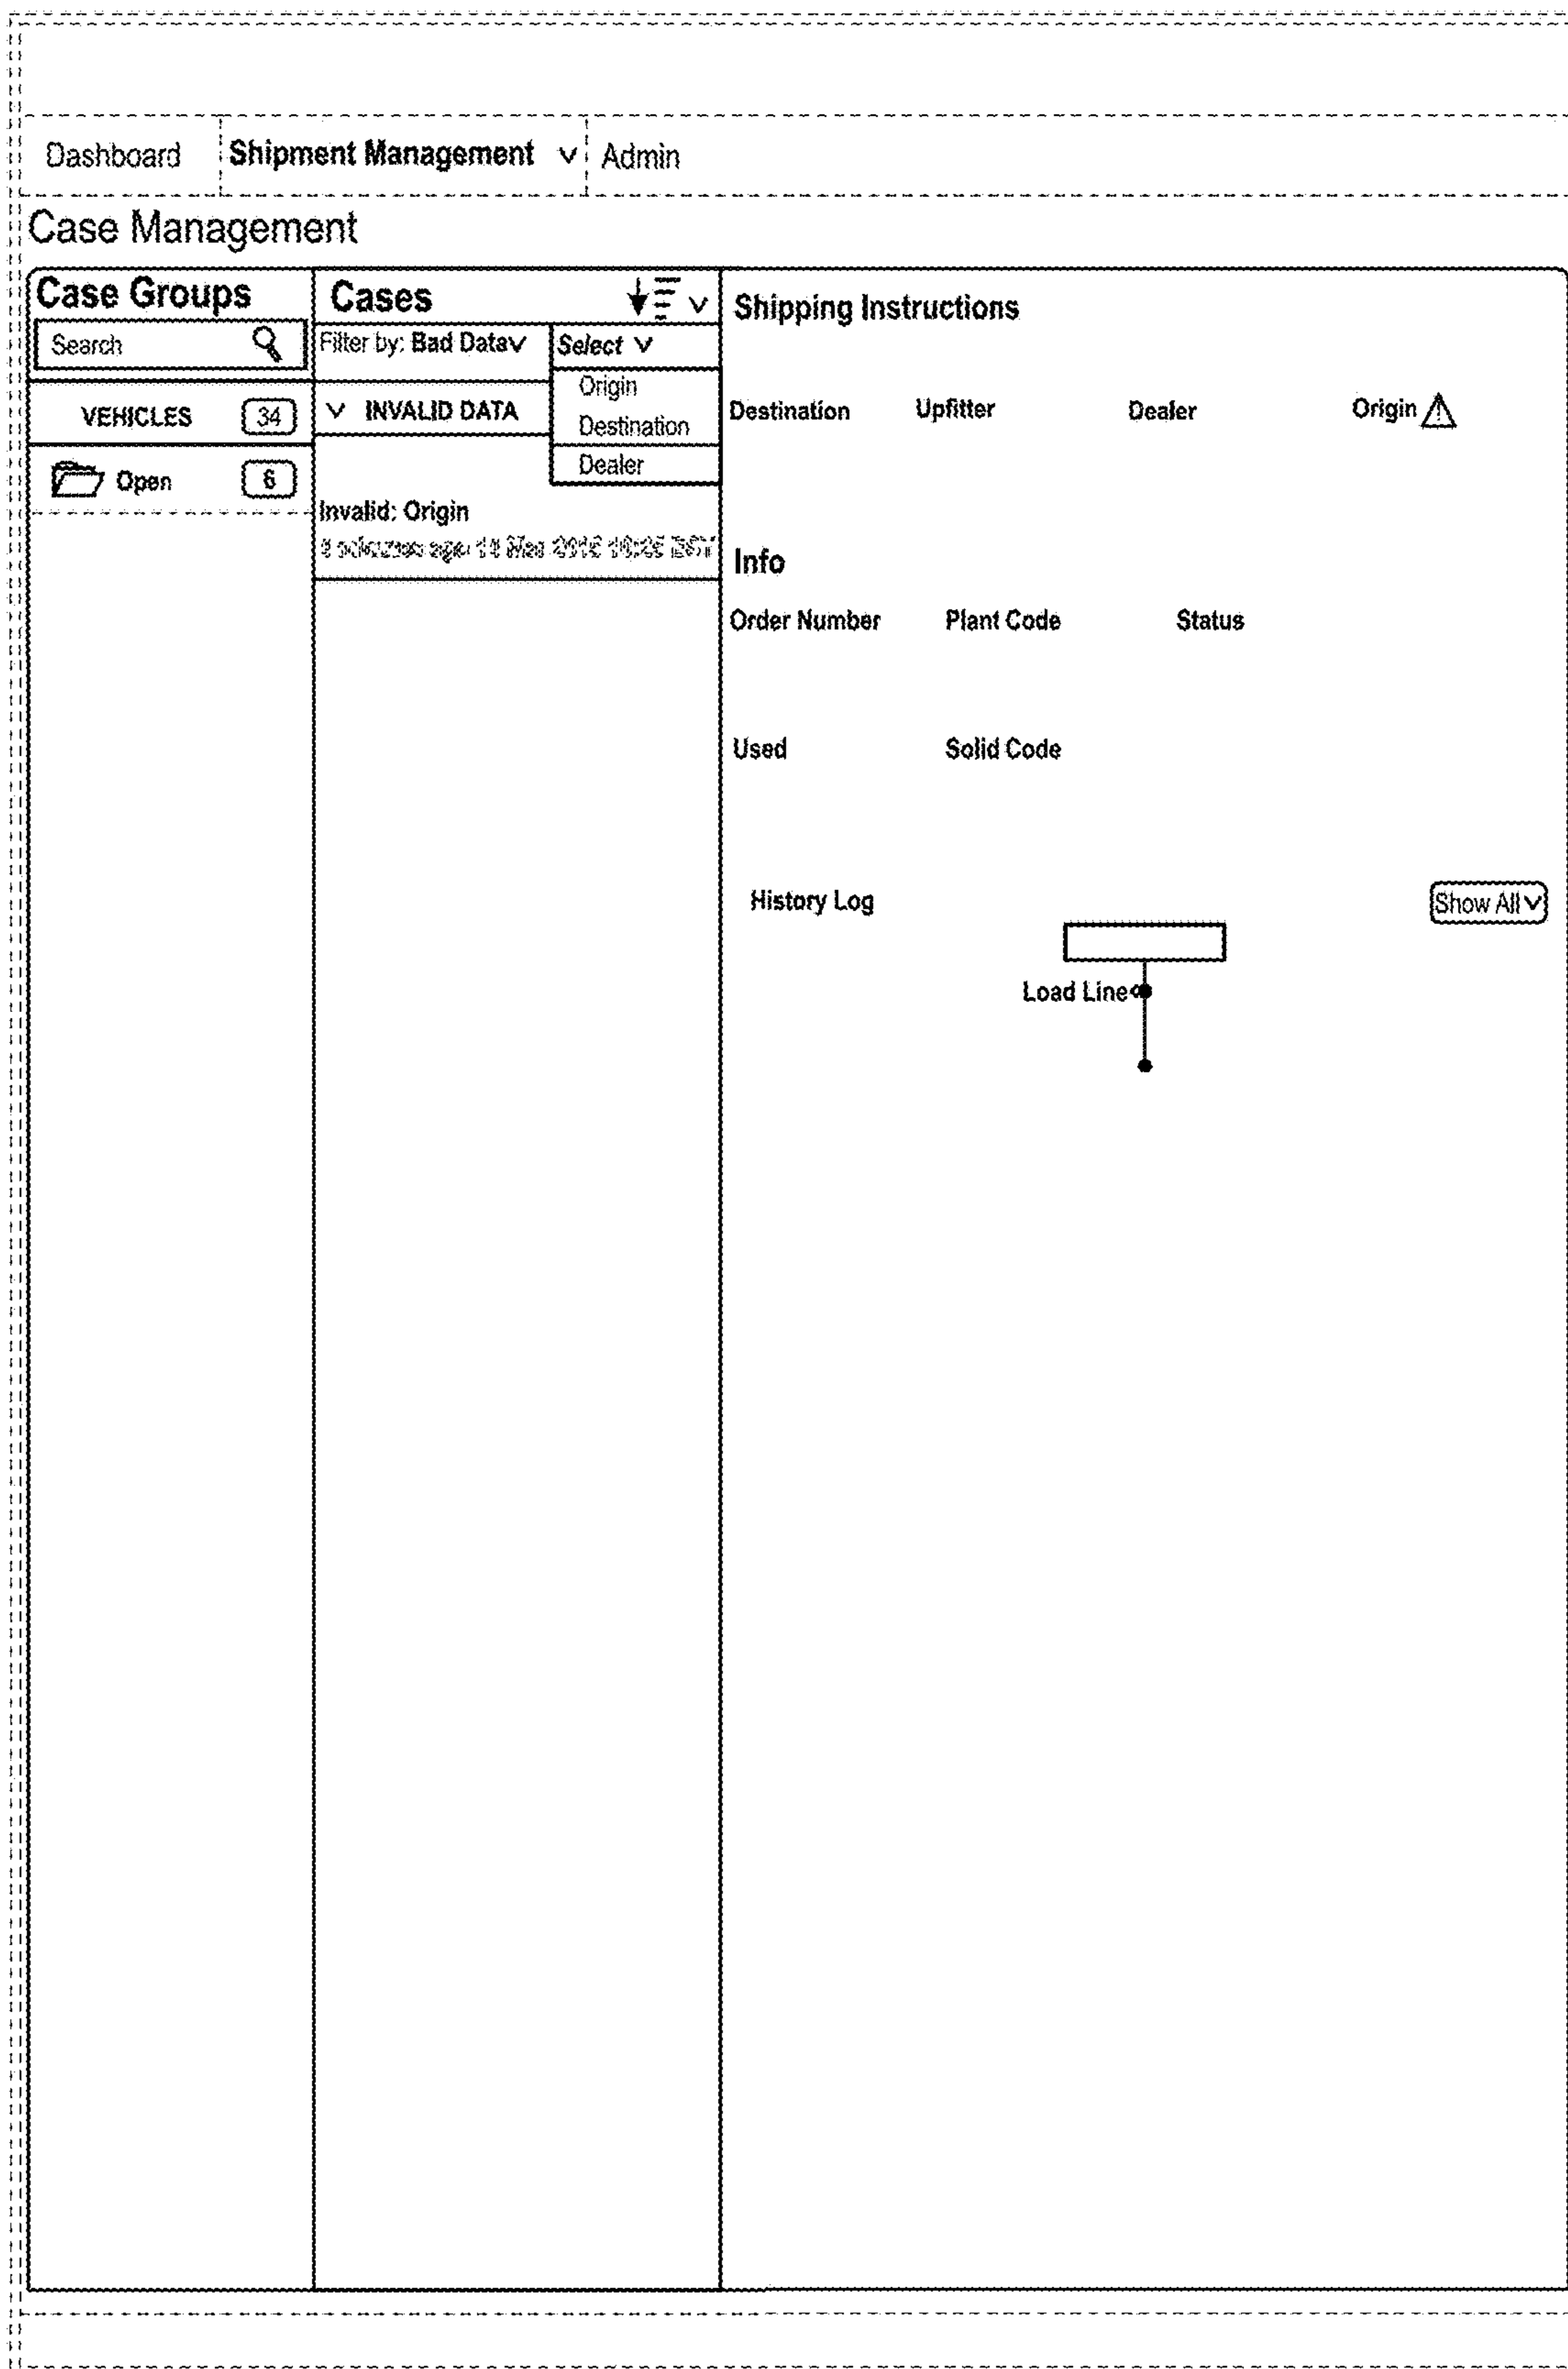 Dashboard Shipment Management Admin
Case Management
Case Groups
Search
VEHICLES 34
Open 6
Cases
Filter by: Bad Data Select
Origin
Destination
Dealer
INVALID DATA
Invalid: Origin
Shipping Instructions
Destination Upfitter Dealer Origin
Info
Order Number Plant Code Status
Used Solid Code
History Log Show All
Load Line